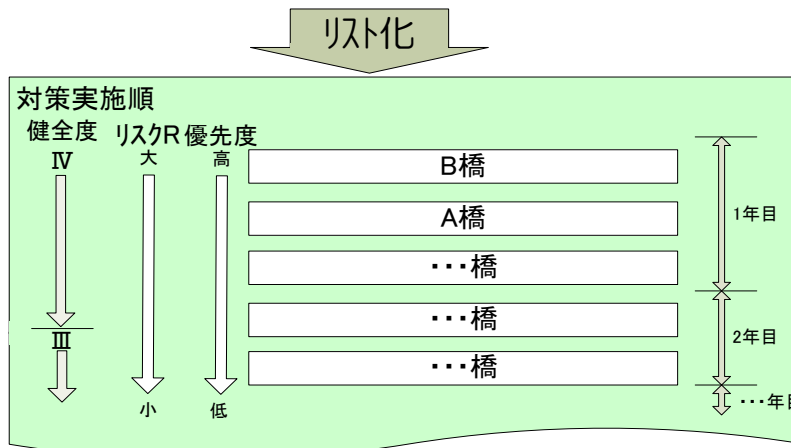 リスト化
対策実施順
健全度 リスクR 優先度
Ⅳ 大 高
B橋
A橋
1年目
・・・橋
・・・橋
Ⅲ
2年目
・・・橋
小 低
・・・年目